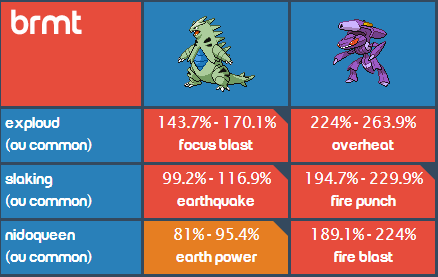 brmt
exploud
(ou common)
143.7% - 170.1%
focus blast
224% - 263.9%
overheat
slaking
(ou common)
99.2% - 116.9%
earthquake
194.7% - 229.9%
fire punch
nidoqueen
(ou common)
81% - 95.4%
earth power
189.1% - 224%
fire blast